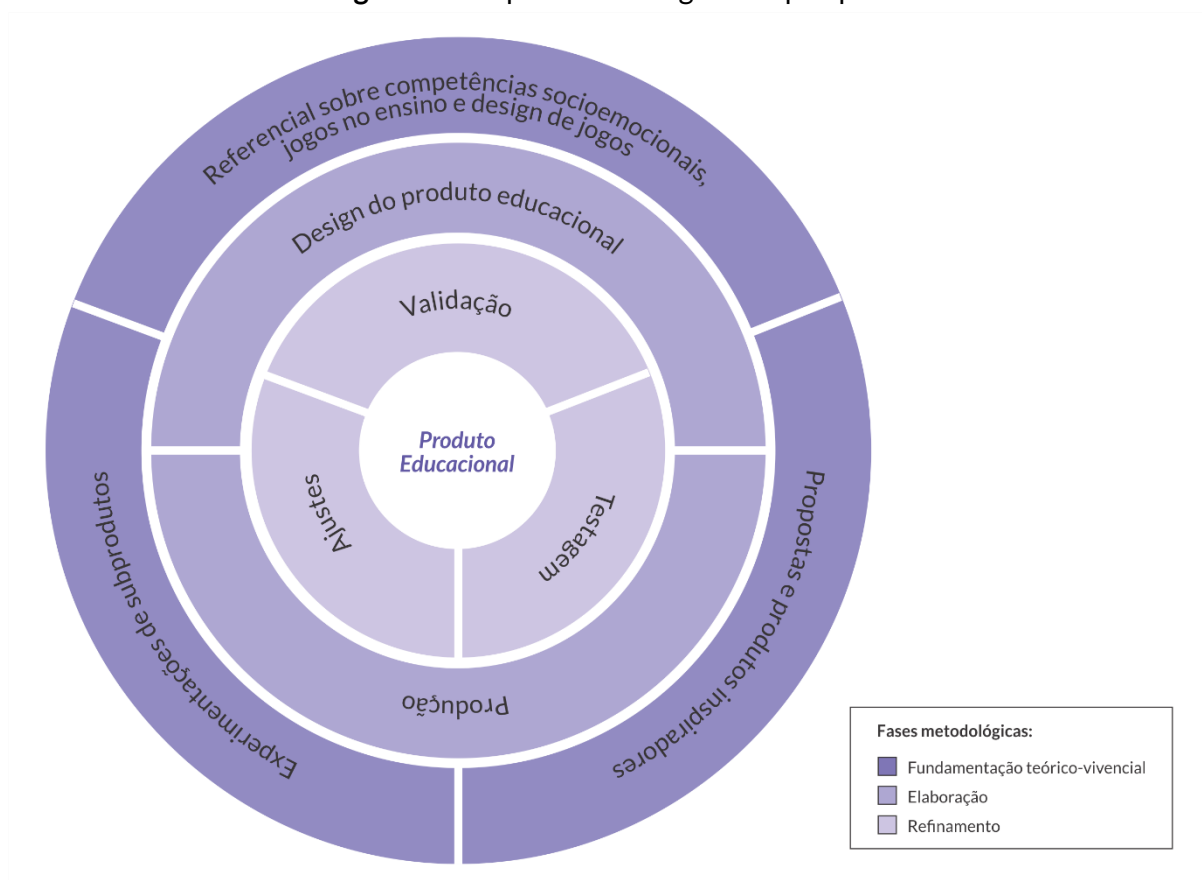 Referencial sobre competências socioemocionais,
jogos no ensino e design de jogos
Design do produto educacional
Validação
Produto
Educacional
Ajustes
Testagem
Produção
Experimentações de subprodutos
Propostas e produtos inspiradores
Fases metodológicas:
Fundamentação teórico-vivencial
Elaboração
Refinamento